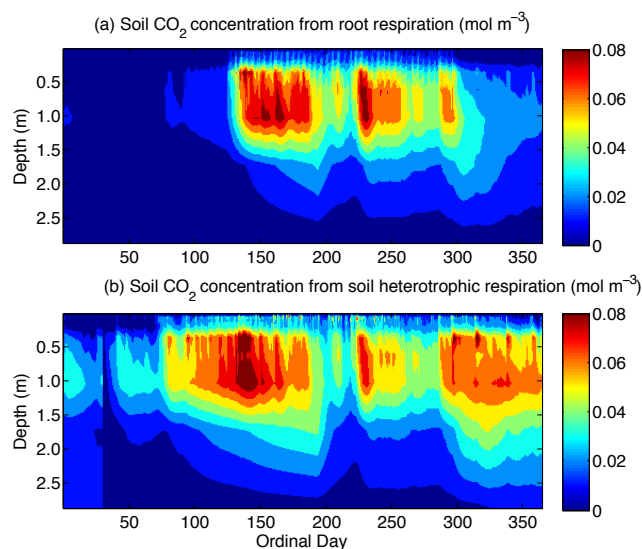 (a) Soil CO₂ concentration from root respiration (mol m⁻³)
0.5
1.0
1.5
2.0
2.5
Depth (m)
50 100 150 200 250 300 350
0.08
0.06
0.04
0.02
0
(b) Soil CO₂ concentration from soil heterotrophic respiration (mol m⁻³)
0.5
1.0
1.5
2.0
2.5
Depth (m)
50 100 150 200 250 300 350
Ordinal Day
0.08
0.06
0.04
0.02
0